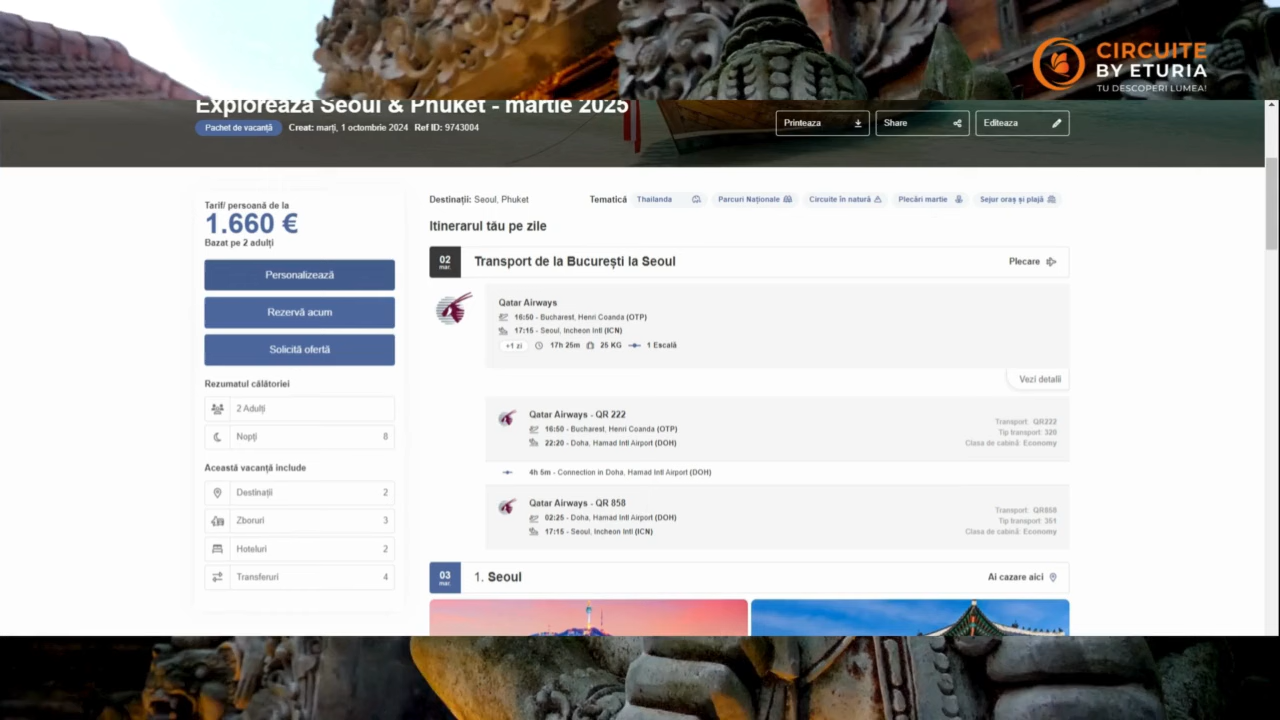 CIRCUITE
BY ETURIA
TU DESCOPERI LUMEA!
Explorează Seoul & Phuket - martie 2025
Pachet de vacanță Creat: marți, 1 octombrie 2024 Ref ID: 9743004
Printeaza
Share
Editeaza
Tarif/ persoană de la
1.660 €
Bazat pe 2 adulți
Personalizează
Rezervă acum
Solicită ofertă
Rezumatul călătoriei
2 Adulți
Nopți 8
Această vacanță include
Destinații 2
Zboruri 3
Hoteluri 2
Transferuri 4
Destinații: Seoul, Phuket
Tematică Thailanda Parcuri Naționale Circuite în natură Plecări martie Sejur oraș și plajă
Itinerarul tău pe zile
02 mar. Transport de la București la Seoul Plecare
Qatar Airways
16:50 - Bucharest, Henri Coanda (OTP)
17:15 - Seoul, Incheon Intl (ICN)
+1 zi 17h 25m 25 KG 1 Escală
Vezi detalii
Qatar Airways - QR 222
16:50 - Bucharest, Henri Coanda (OTP)
22:20 - Doha, Hamad Intl Airport (DOH)
Transport: QR222
Tip transport: 320
Clasa de cabină: Economy
4h 5m - Connection in Doha, Hamad Intl Airport (DOH)
Qatar Airways - QR 858
02:25 - Doha, Hamad Intl Airport (DOH)
17:15 - Seoul, Incheon Intl (ICN)
Transport: QR858
Tip transport: 351
Clasa de cabină: Economy
03 mar. 1. Seoul Ai cazare aici